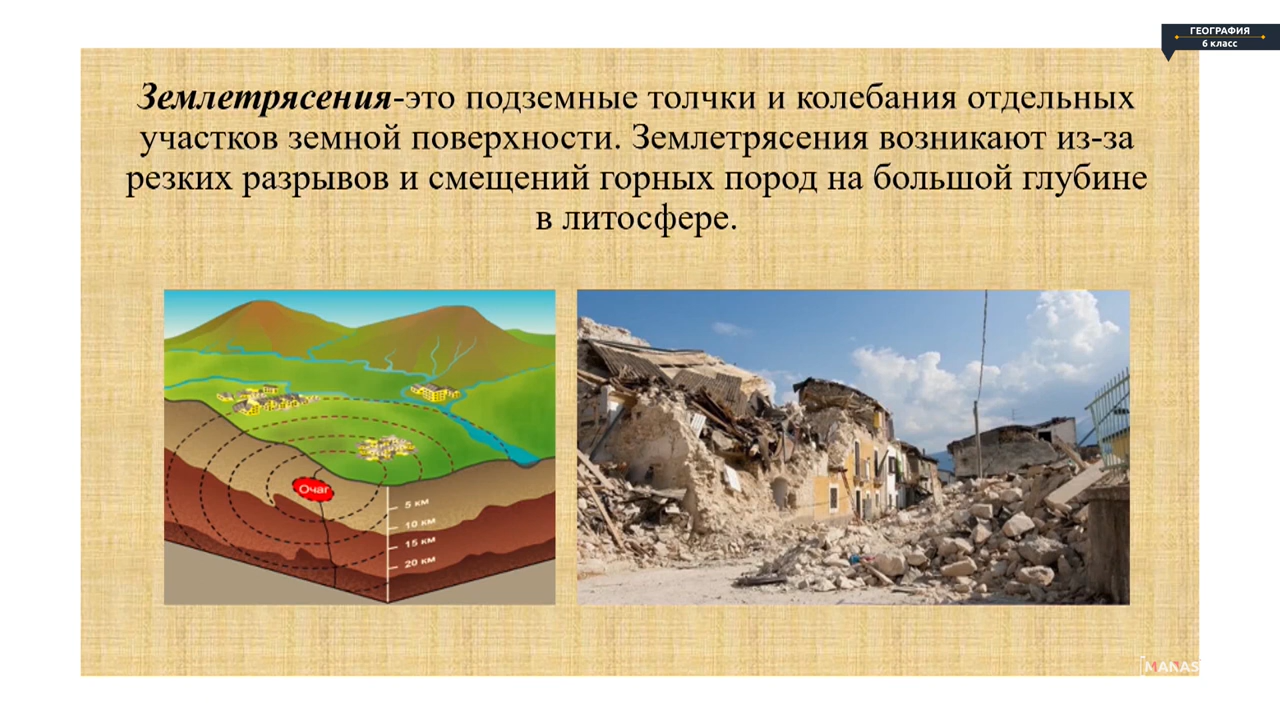 ГЕОГРАФИЯ
6 класс
Землетрясения-это подземные толчки и колебания отдельных
участков земной поверхности. Землетрясения возникают из-за
резких разрывов и смещений горных пород на большой глубине
в литосфере.
Очаг
5 км
10 км
15 км
20 км
MANAS